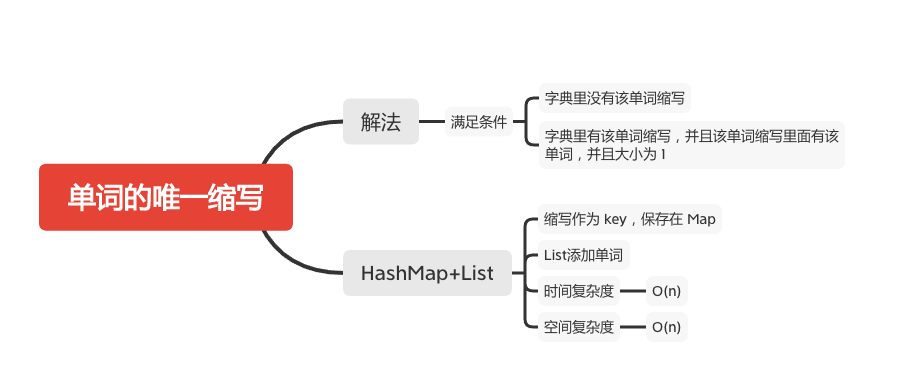 单词的唯一缩写
解法
满足条件
字典里没有该单词缩写
字典里有该单词缩写，并且该单词缩写里面有该
单词，并且大小为 1
HashMap+List
缩写作为 key，保存在 Map
List添加单词
时间复杂度
O(n)
空间复杂度
O(n)